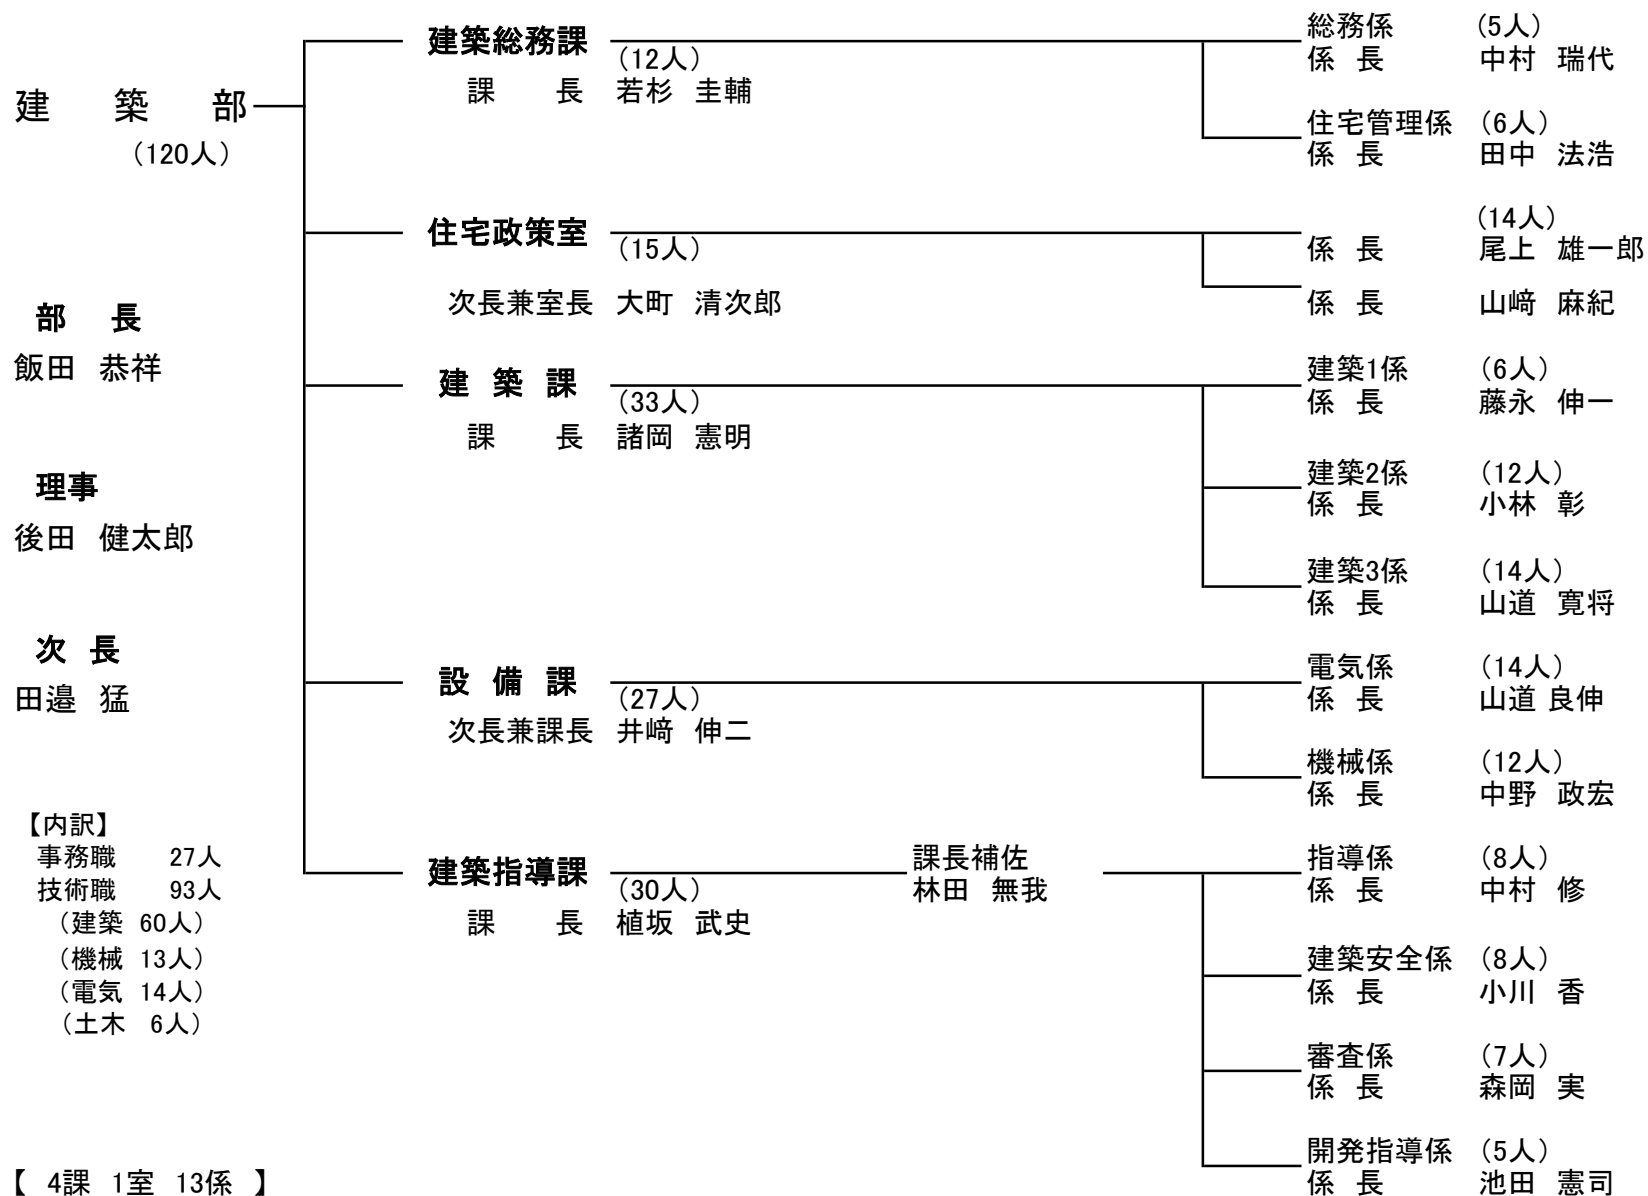 建築部
(120人)
部長
飯田 恭祥
理事
後田 健太郎
次長
田邉 猛
【内訳】
事務職 27人
技術職 93人
(建築 60人)
(機械 13人)
(電気 14人)
(土木 6人)
【 4課 1室 13係 】
建築総務課
(12人)
課長 若杉 圭輔
総務係 (5人)
係長 中村 瑞代
住宅管理係 (6人)
係長 田中 法浩
住宅政策室
(15人)
次長兼室長 大町 清次郎
(14人)
係長 尾上 雄一郎
係長 山﨑 麻紀
建築課
(33人)
課長 諸岡 憲明
建築1係 (6人)
係長 藤永 伸一
建築2係 (12人)
係長 小林 彰
建築3係 (14人)
係長 山道 寛将
設備課
(27人)
次長兼課長 井﨑 伸二
電気係 (14人)
係長 山道 良伸
機械係 (12人)
係長 中野 政宏
建築指導課
(30人)
課長 植坂 武史
課長補佐
林田 無我
指導係 (8人)
係長 中村 修
建築安全係 (8人)
係長 小川 香
審査係 (7人)
係長 森岡 実
開発指導係 (5人)
係長 池田 憲司